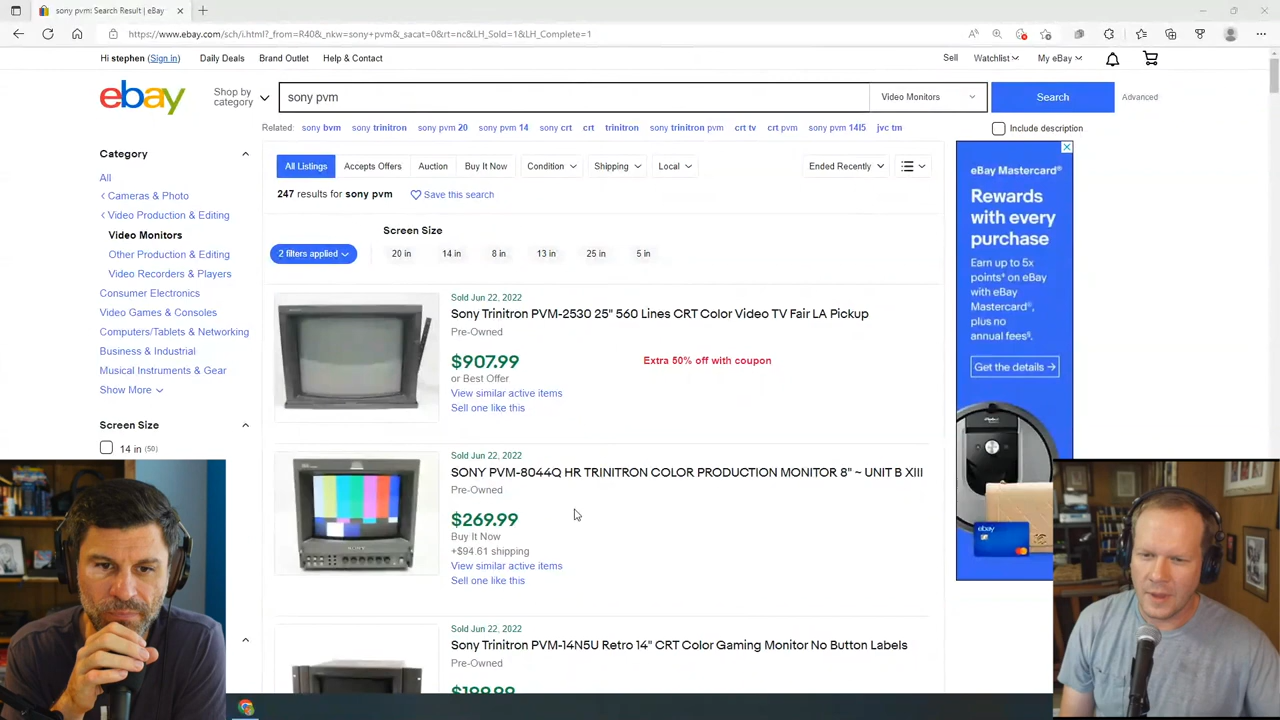 sony pvm: Search Result | eBay
https://www.ebay.com/sch/i.html?_from=R40&_nkw=sony+pvm&_sacat=0&rt=nc&LH_Sold=1&LH_Complete=1
Hi stephen (Sign in) Daily Deals Brand Outlet Help & Contact Sell Watchlist My eBay
ebay Shop by category sony pvm Video Monitors Search Advanced
Related: sony bvm sony trinitron sony pvm 20 sony pvm 14 sony crt crt trinitron sony trinitron pvm crt tv crt pvm sony pvm 14l5 jvc tm Include description
Category
All
Cameras & Photo
Video Production & Editing
Video Monitors
Other Production & Editing
Video Recorders & Players
Consumer Electronics
Video Games & Consoles
Computers/Tablets & Networking
Business & Industrial
Musical Instruments & Gear
Show More
Screen Size
14 in (50)
All Listings Accepts Offers Auction Buy It Now Condition Shipping Local Ended Recently
247 results for sony pvm Save this search
Screen Size
2 filters applied 20 in 14 in 8 in 13 in 25 in 5 in
Sold Jun 22, 2022
Sony Trinitron PVM-2530 25" 560 Lines CRT Color Video TV Fair LA Pickup
Pre-Owned
$907.99 Extra 50% off with coupon
or Best Offer
View similar active items
Sell one like this
Sold Jun 22, 2022
SONY PVM-8044Q HR TRINITRON COLOR PRODUCTION MONITOR 8" ~ UNIT B XIII
Pre-Owned
$269.99
Buy It Now
+$94.61 shipping
View similar active items
Sell one like this
SONY
Sold Jun 22, 2022
Sony Trinitron PVM-14N5U Retro 14" CRT Color Gaming Monitor No Button Labels
Pre-Owned
$199.99
eBay Mastercard®
Rewards
with every
purchase
Earn up to 5x
points* on eBay
with eBay
Mastercard®,
plus no
annual fees⁵.
Get the details
ebay